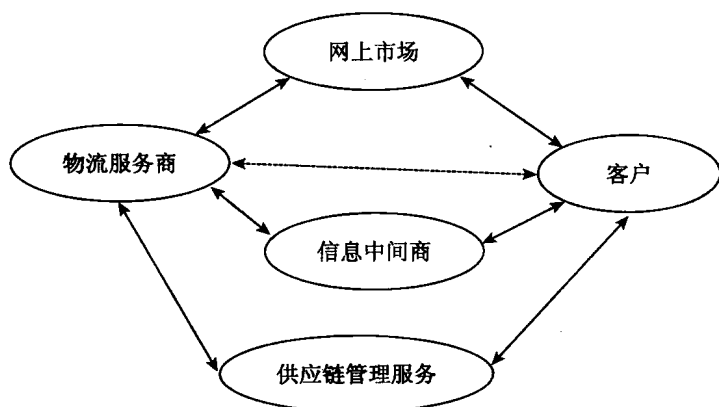 网上市场
物流服务商
客户
信息中间商
供应链管理服务